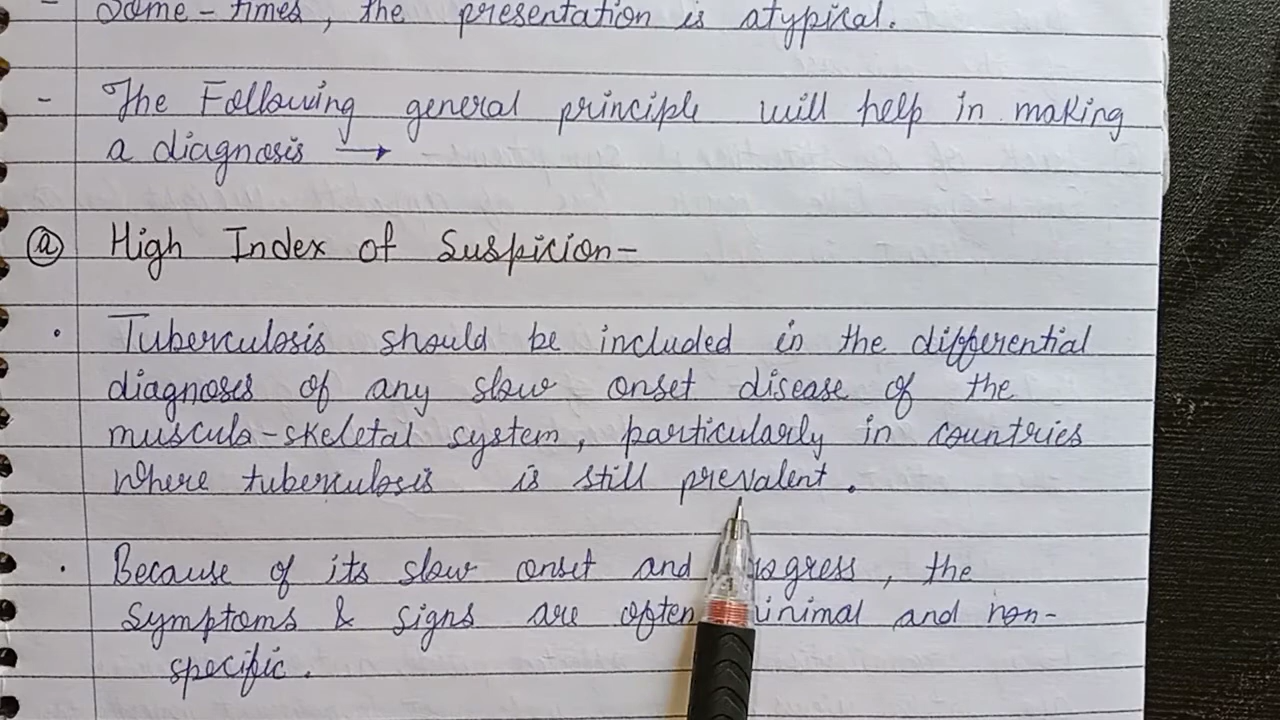 - Some-times, the presentation is atypical.
- The Following general principle will help in making
a diagnosis →
ⓐ High Index of Suspicion-
• Tuberculosis should be included in the differential
diagnosis of any slow onset disease of the
musculo-skeletal system, particularly in countries
where tuberculosis is still prevalent.
• Because of its slow onset and , the
symptoms & signs are often and non-
specific.